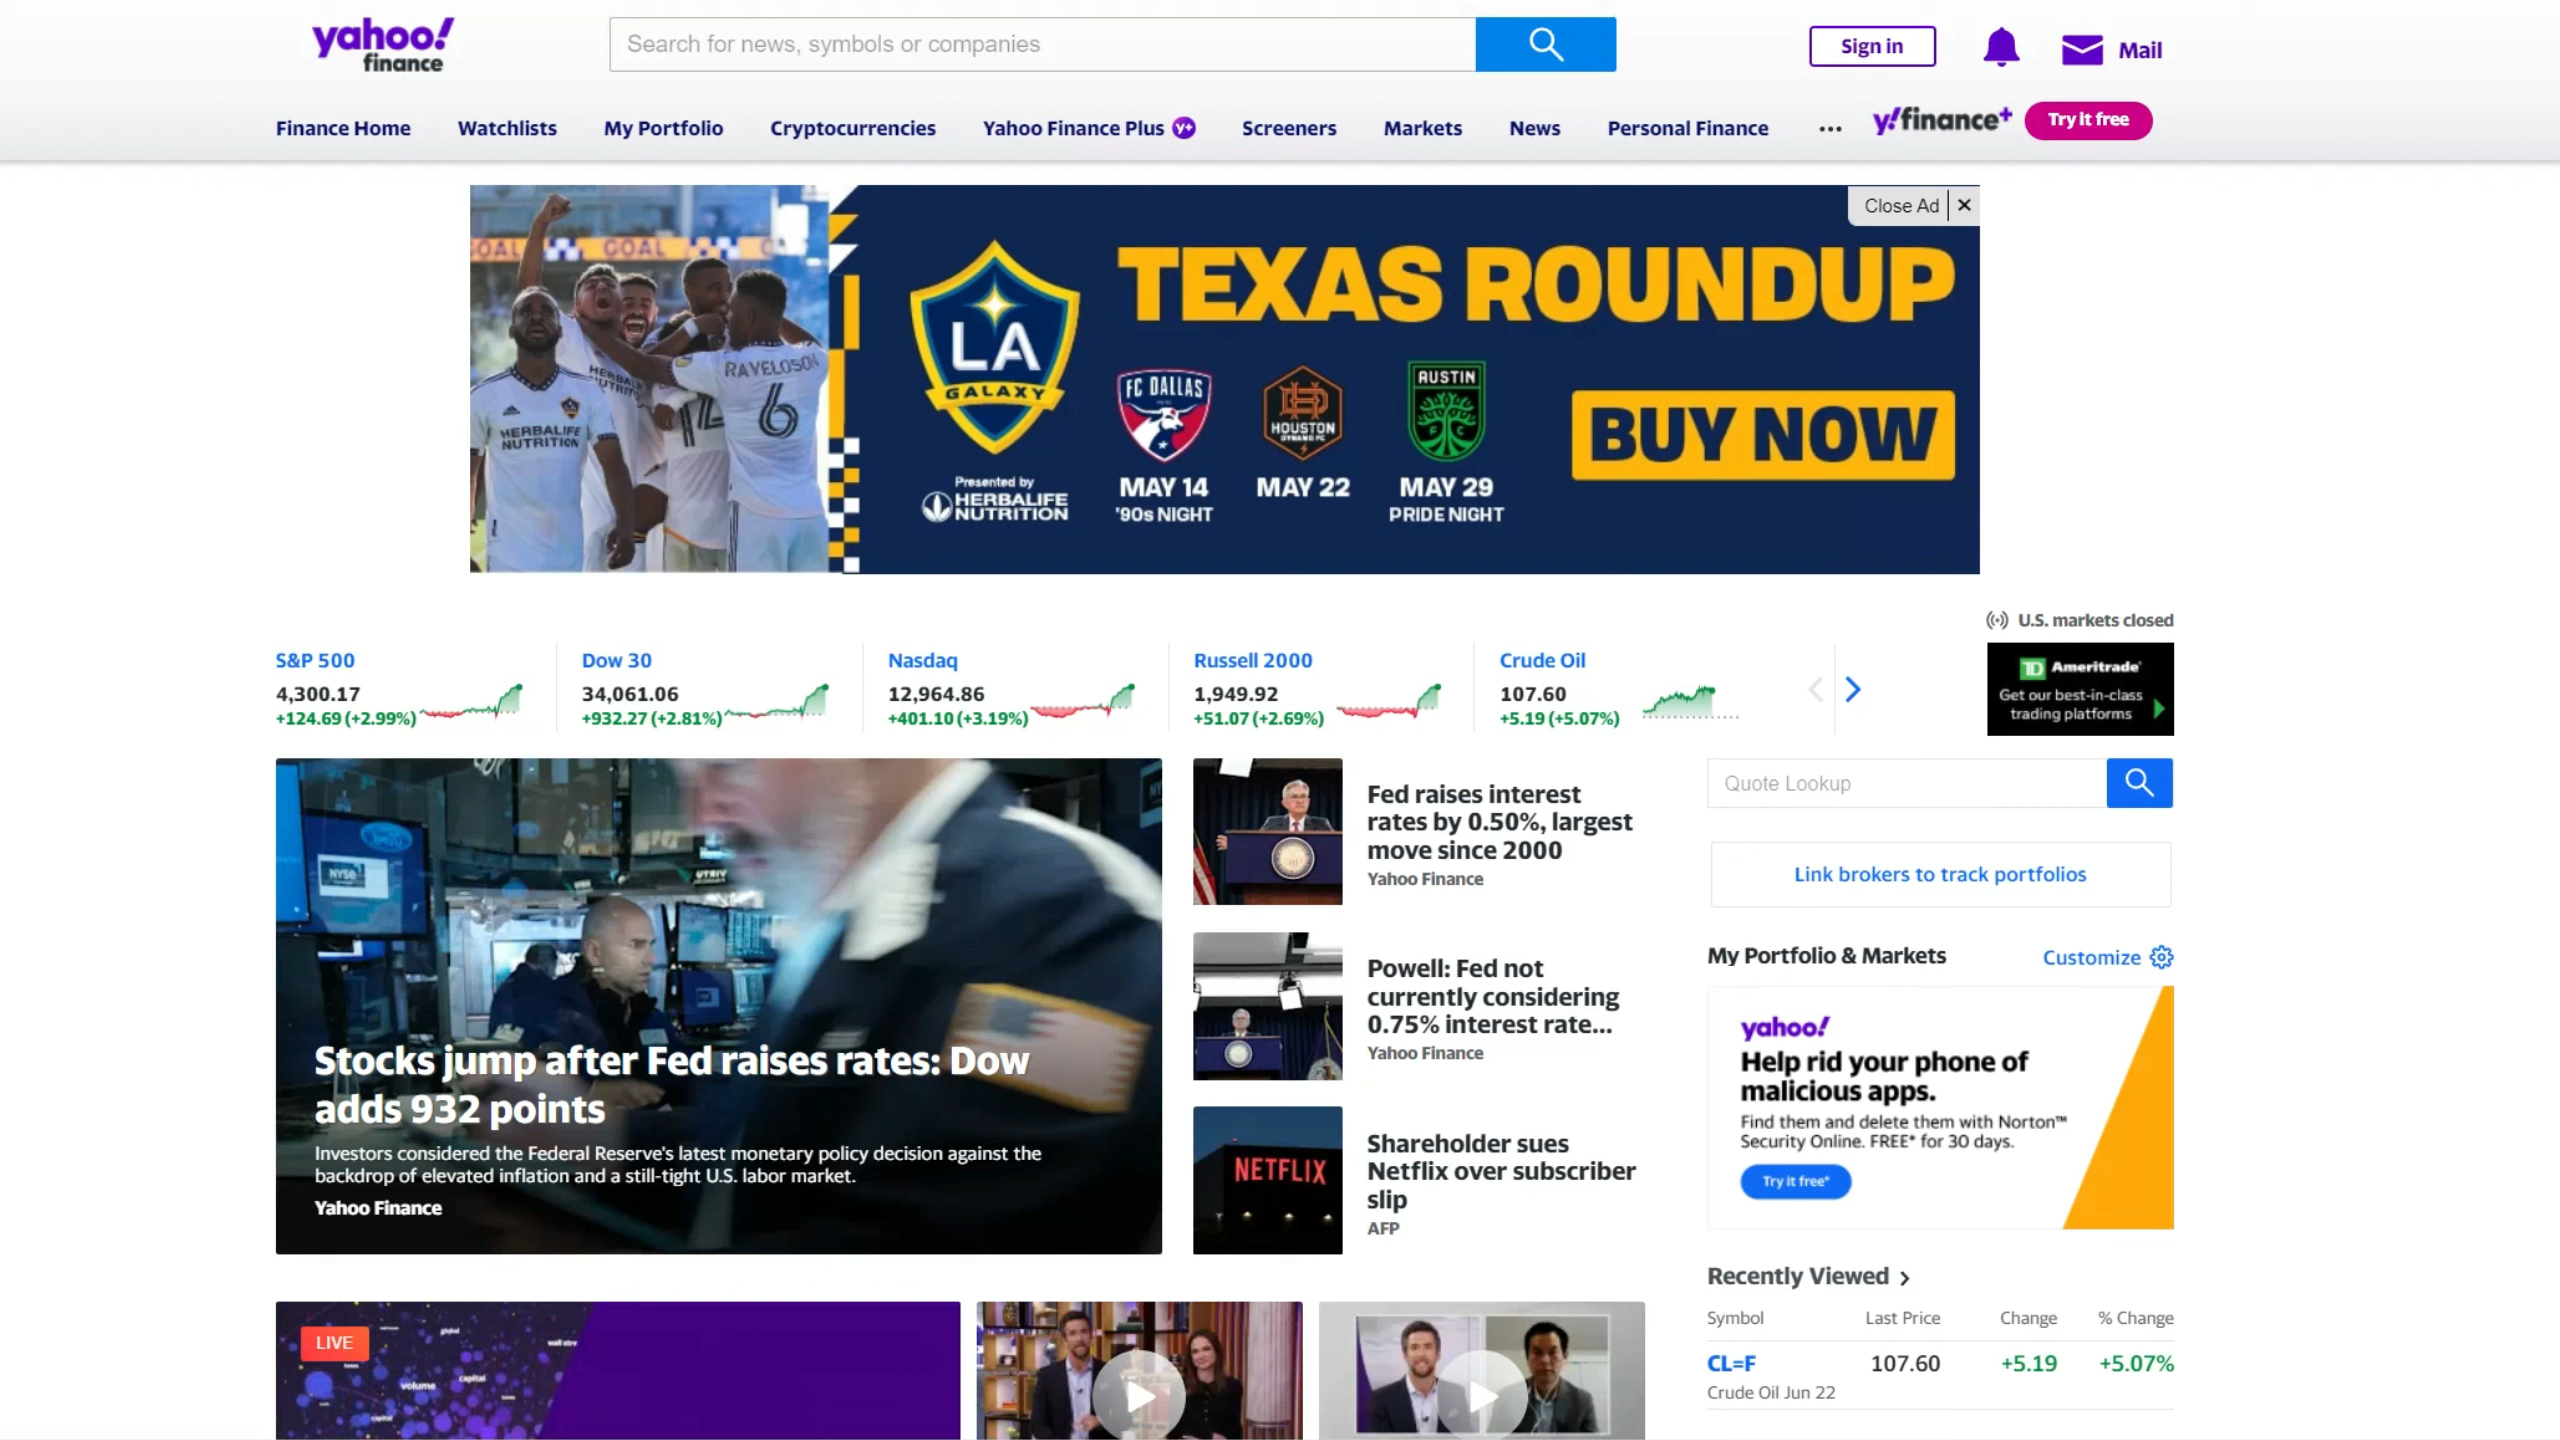 yahoo!
finance
Search for news, symbols or companies
Sign in
Mail
Finance Home
Watchlists
My Portfolio
Cryptocurrencies
Yahoo Finance Plus y+
Screeners
Markets
News
Personal Finance
...
y!finance+
Try it free
Close Ad X
GOAL
HERBALIFE
NUTRITION
RAVELOSON
14
6
LA
GALAXY
Presented by
HERBALIFE
NUTRITION
TEXAS ROUNDUP
FC DALLAS
HOUSTON
DYNAMO FC
AUSTIN
FC
MAY 14
'90s NIGHT
MAY 22
MAY 29
PRIDE NIGHT
BUY NOW
U.S. markets closed
S&P 500
4,300.17
+124.69 (+2.99%)
Dow 30
34,061.06
+932.27 (+2.81%)
Nasdaq
12,964.86
+401.10 (+3.19%)
Russell 2000
1,949.92
+51.07 (+2.69%)
Crude Oil
107.60
+5.19 (+5.07%)
TD Ameritrade
Get our best-in-class
trading platforms
NYSE
Stocks jump after Fed raises rates: Dow
adds 932 points
Investors considered the Federal Reserve's latest monetary policy decision against the
backdrop of elevated inflation and a still-tight U.S. labor market.
Yahoo Finance
Fed raises interest
rates by 0.50%, largest
move since 2000
Yahoo Finance
Powell: Fed not
currently considering
0.75% interest rate...
Yahoo Finance
NETFLIX
Shareholder sues
Netflix over subscriber
slip
AFP
Quote Lookup
Link brokers to track portfolios
My Portfolio & Markets
Customize
yahoo!
Help rid your phone of
malicious apps.
Find them and delete them with Norton™
Security Online. FREE* for 30 days.
Try it free*
Recently Viewed
Symbol Last Price Change % Change
CL=F 107.60 +5.19 +5.07%
Crude Oil Jun 22
LIVE
global
wall stre
volume
capital
capital